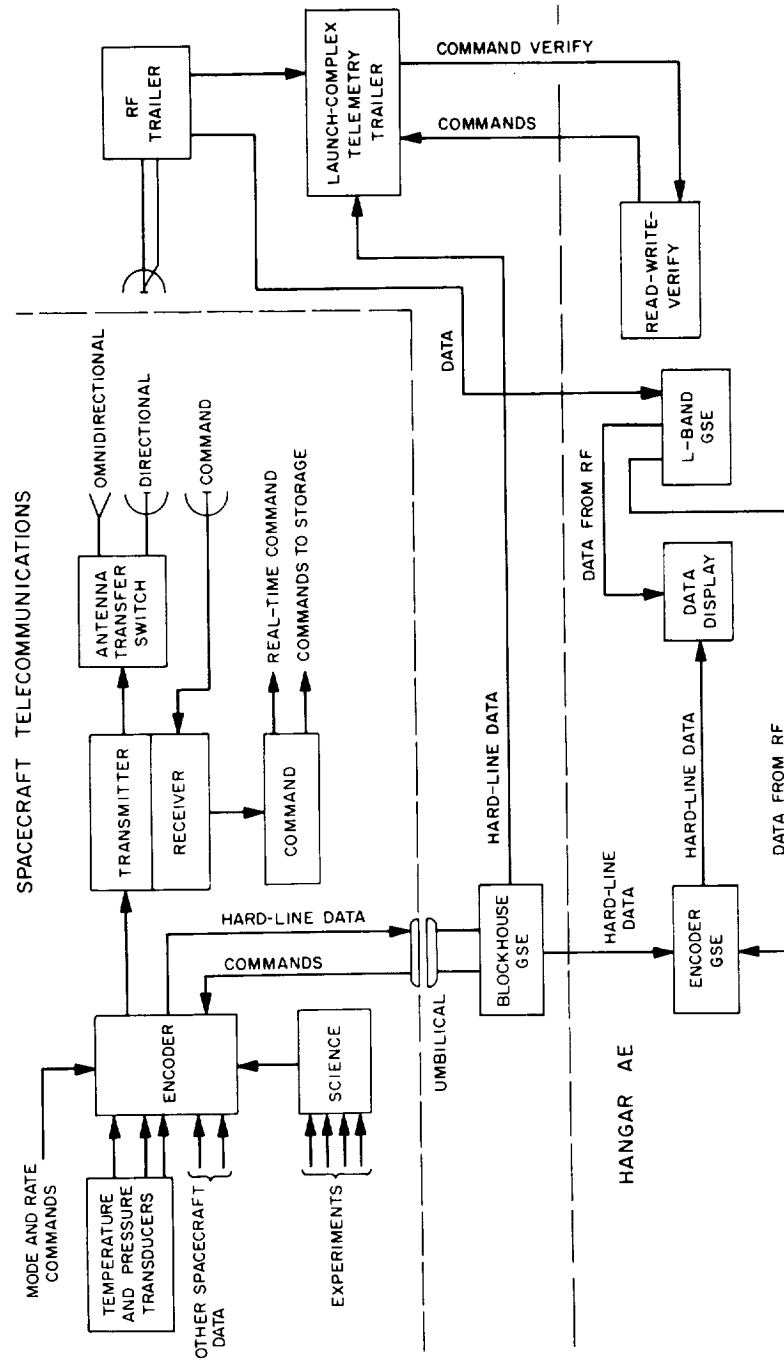 SPACECRAFT TELECOMMUNICATIONS
MODE AND RATE
COMMANDS
TEMPERATURE
AND PRESSURE
TRANSDUCERS
OTHER SPACECRAFT
DATA
EXPERIMENTS
ENCODER
SCIENCE
TRANSMITTER
RECEIVER
COMMAND
ANTENNA
TRANSFER
SWITCH
OMNIDIRECTIONAL
DIRECTIONAL
COMMAND
REAL-TIME COMMAND
COMMANDS TO STORAGE
HARD-LINE DATA
COMMANDS
UMBILICAL
BLOCKHOUSE
GSE
HARD-LINE DATA
RF
TRAILER
LAUNCH-COMPLEX
TELEMETRY
TRAILER
DATA
COMMAND VERIFY
COMMANDS
HANGAR AE
HARD-LINE
DATA
ENCODER
GSE
HARD-LINE DATA
DATA
DISPLAY
DATA FROM RF
L-BAND
GSE
READ-WRITE-
VERIFY
DATA FROM RF